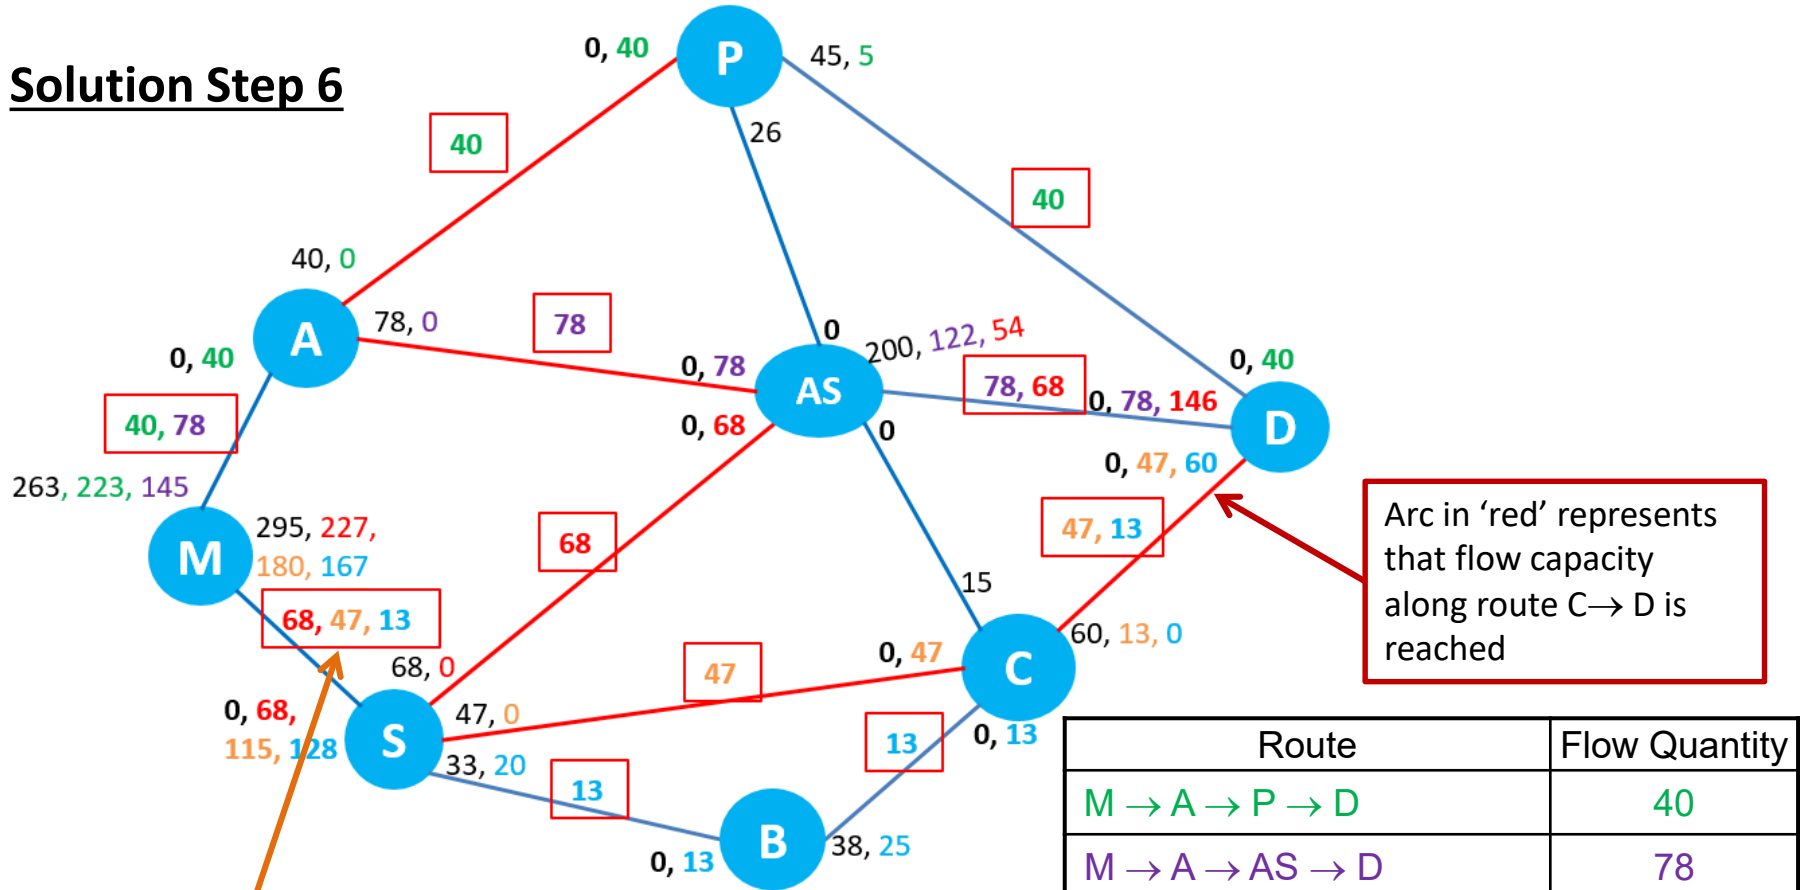 Solution Step 6
0, 40
P
45, 5
26
40
40
40, 0
A
78, 0
78
0
200, 122, 54
0, 40
0, 40
0, 78
AS
78, 68
0, 78, 146
D
40, 78
0, 68
0
0, 47, 60
263, 223, 145
M
295, 227,
180, 167
68
47, 13
Arc in ‘red’ represents
that flow capacity
along route C→ D is
reached
15
68, 47, 13
60, 13, 0
68, 0
0, 47
C
47
0, 68,
115, 128
S
47, 0
33, 20
13
13
0, 13
B
0, 13
38, 25
Route Flow Quantity
M → A → P → D 40
M → A → AS → D 78